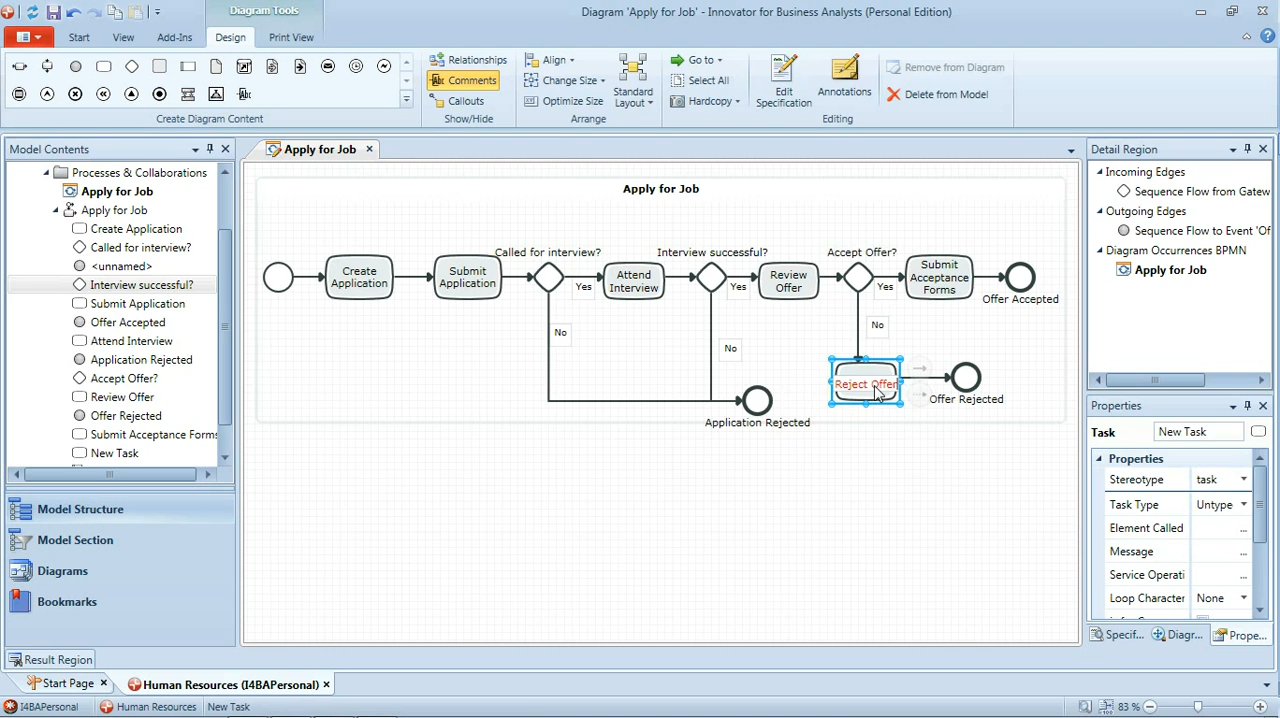 Diagram Tools
Diagram 'Apply for Job' - Innovator for Business Analysts (Personal Edition)
Start
View
Add-Ins
Design
Print View
Relationships
Comments
Callouts
Align
Change Size
Optimize Size
Standard
Layout
Go to
Select All
Hardcopy
Edit
Specification
Annotations
Remove from Diagram
Delete from Model
Create Diagram Content
Show/Hide
Arrange
Editing
Model Contents
Processes & Collaborations
Apply for Job
Apply for Job
Create Application
Called for interview?
<unnamed>
Interview successful?
Submit Application
Offer Accepted
Attend Interview
Application Rejected
Accept Offer?
Review Offer
Offer Rejected
Submit Acceptance Forms
New Task
Model Structure
Model Section
Diagrams
Bookmarks
Result Region
Apply for Job
Apply for Job
Called for interview?
Interview successful?
Accept Offer?
Create
Application
Submit
Application
Yes
Attend
Interview
Yes
Review
Offer
Yes
Submit
Acceptance
Forms
Offer Accepted
No
No
No
Reject Offer
Offer Rejected
Application Rejected
Detail Region
Incoming Edges
Sequence Flow from Gatew
Outgoing Edges
Sequence Flow to Event 'Of
Diagram Occurrences BPMN
Apply for Job
Properties
Task
New Task
Properties
Stereotype
task
Task Type
Untype
Element Called
...
Message
...
Service Operati
...
Loop Character
None
Specif...
Diagr...
Prope...
Start Page
Human Resources (I4BAPersonal)
I4BAPersonal
Human Resources
New Task
83 %